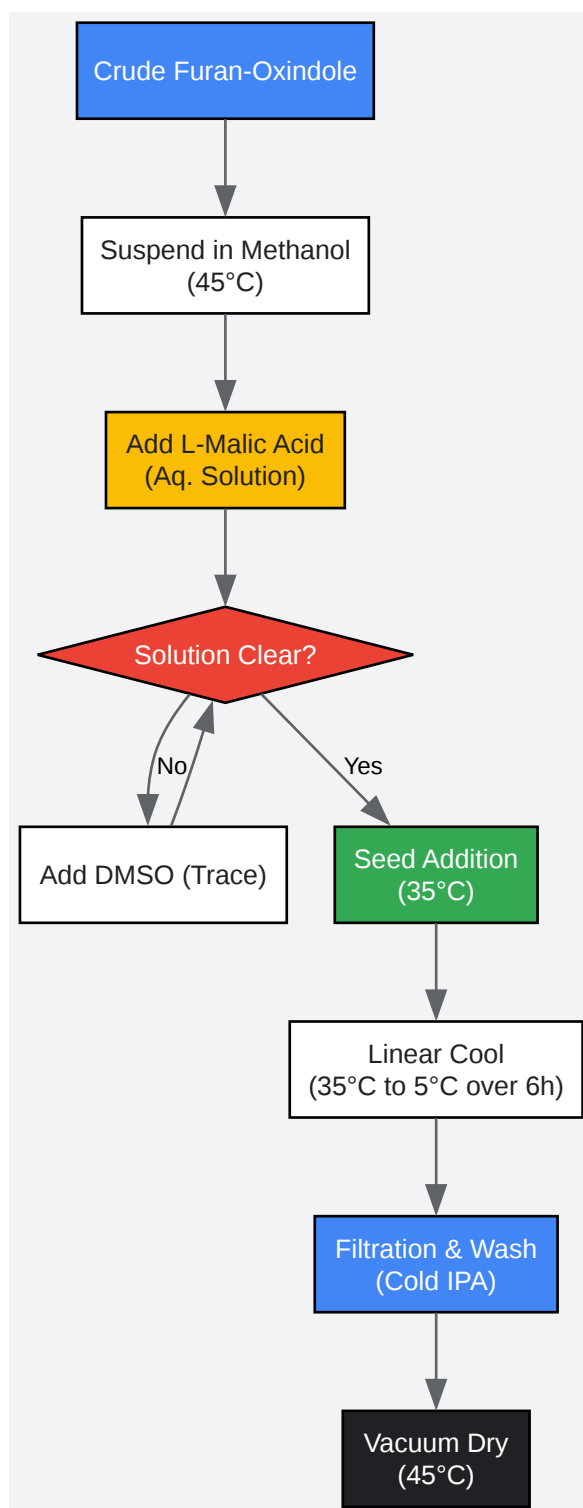 Crude Furan-Oxindole
Suspend in Methanol
(45°C)
Add L-Malic Acid
(Aq. Solution)
Solution Clear?
No
Yes
Add DMSO (Trace)
Seed Addition
(35°C)
Linear Cool
(35°C to 5°C over 6h)
Filtration & Wash
(Cold IPA)
Vacuum Dry
(45°C)